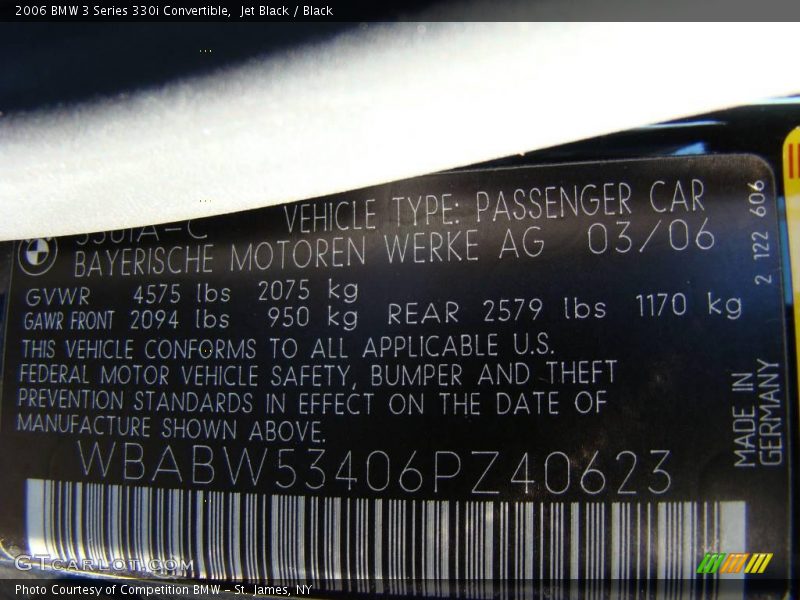 2006 BMW 3 Series 330i Convertible,  Jet Black / Black
330iA-C VEHICLE TYPE: PASSENGER CAR
BAYERISCHE MOTOREN WERKE AG 03/06
GVWR 4575 lbs 2075 kg
GAWR FRONT 2094 lbs 950 kg REAR 2579 lbs 1170 kg
THIS VEHICLE CONFORMS TO ALL APPLICABLE U.S.
FEDERAL MOTOR VEHICLE SAFETY, BUMPER AND THEFT
PREVENTION STANDARDS IN EFFECT ON THE DATE OF
MANUFACTURE SHOWN ABOVE.
WBABW53406PZ40623
2 122 606
MADE IN
GERMANY
GTcarlot.com
Photo Courtesy of Competition BMW - St. James, NY